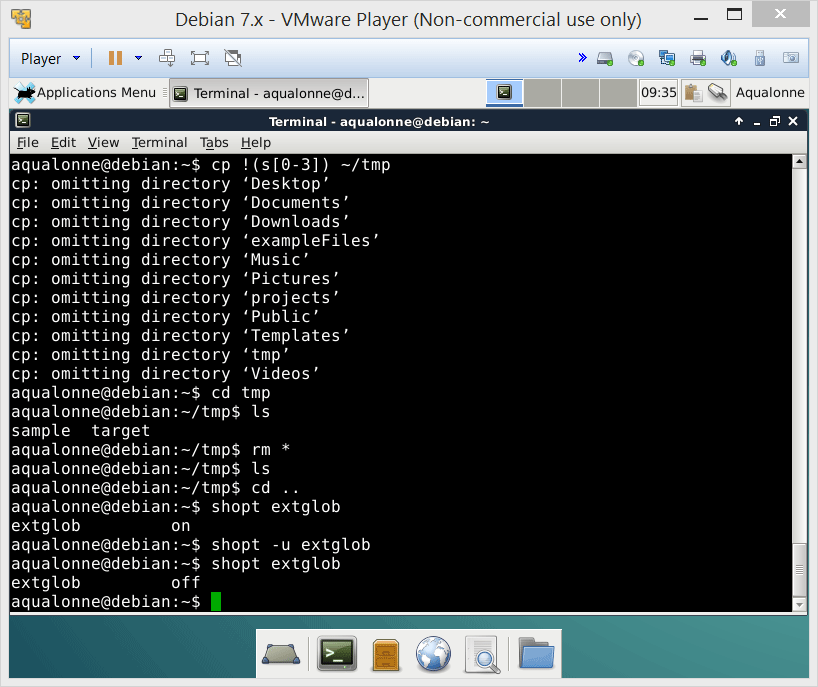 Debian 7.x - VMware Player (Non-commercial use only)
Player
Applications Menu
Terminal - aqualonne@d...
09:35
Aqualonne
Terminal - aqualonne@debian: ~
File Edit View Terminal Tabs Help
aqualonne@debian:~$ cp !(s[0-3]) ~/tmp
cp: omitting directory ‘Desktop’
cp: omitting directory ‘Documents’
cp: omitting directory ‘Downloads’
cp: omitting directory ‘exampleFiles’
cp: omitting directory ‘Music’
cp: omitting directory ‘Pictures’
cp: omitting directory ‘projects’
cp: omitting directory ‘Public’
cp: omitting directory ‘Templates’
cp: omitting directory ‘tmp’
cp: omitting directory ‘Videos’
aqualonne@debian:~$ cd tmp
aqualonne@debian:~/tmp$ ls
sample  target
aqualonne@debian:~/tmp$ rm *
aqualonne@debian:~/tmp$ ls
aqualonne@debian:~/tmp$ cd ..
aqualonne@debian:~$ shopt extglob
extglob         on
aqualonne@debian:~$ shopt -u extglob
aqualonne@debian:~$ shopt extglob
extglob         off
aqualonne@debian:~$